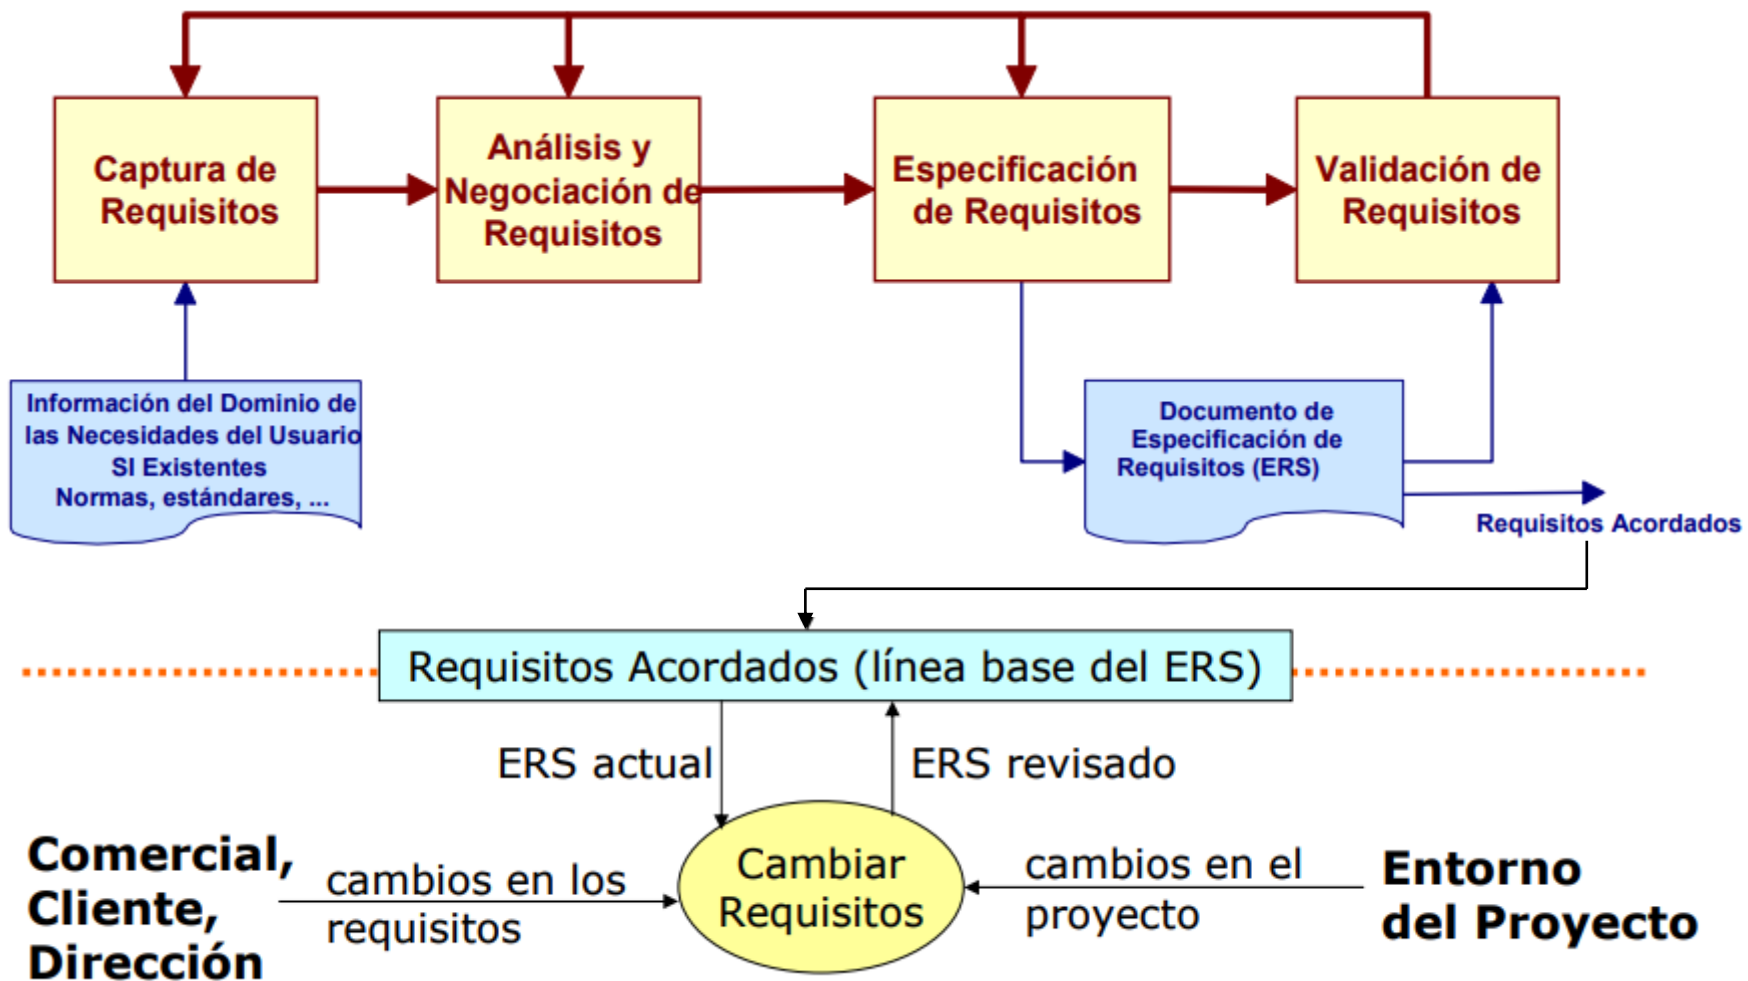 Captura de
Requisitos
Análisis y
Negociación de
Requisitos
Especificación
de Requisitos
Validación de
Requisitos
Información del Dominio de
las Necesidades del Usuario
SI Existentes
Normas, estándares, ...
Documento de
Especificación de
Requisitos (ERS)
Requisitos Acordados
Requisitos Acordados (línea base del ERS)
ERS actual
ERS revisado
Comercial,
Cliente,
Dirección
cambios en los
requisitos
Cambiar
Requisitos
cambios en el
proyecto
Entorno
del Proyecto